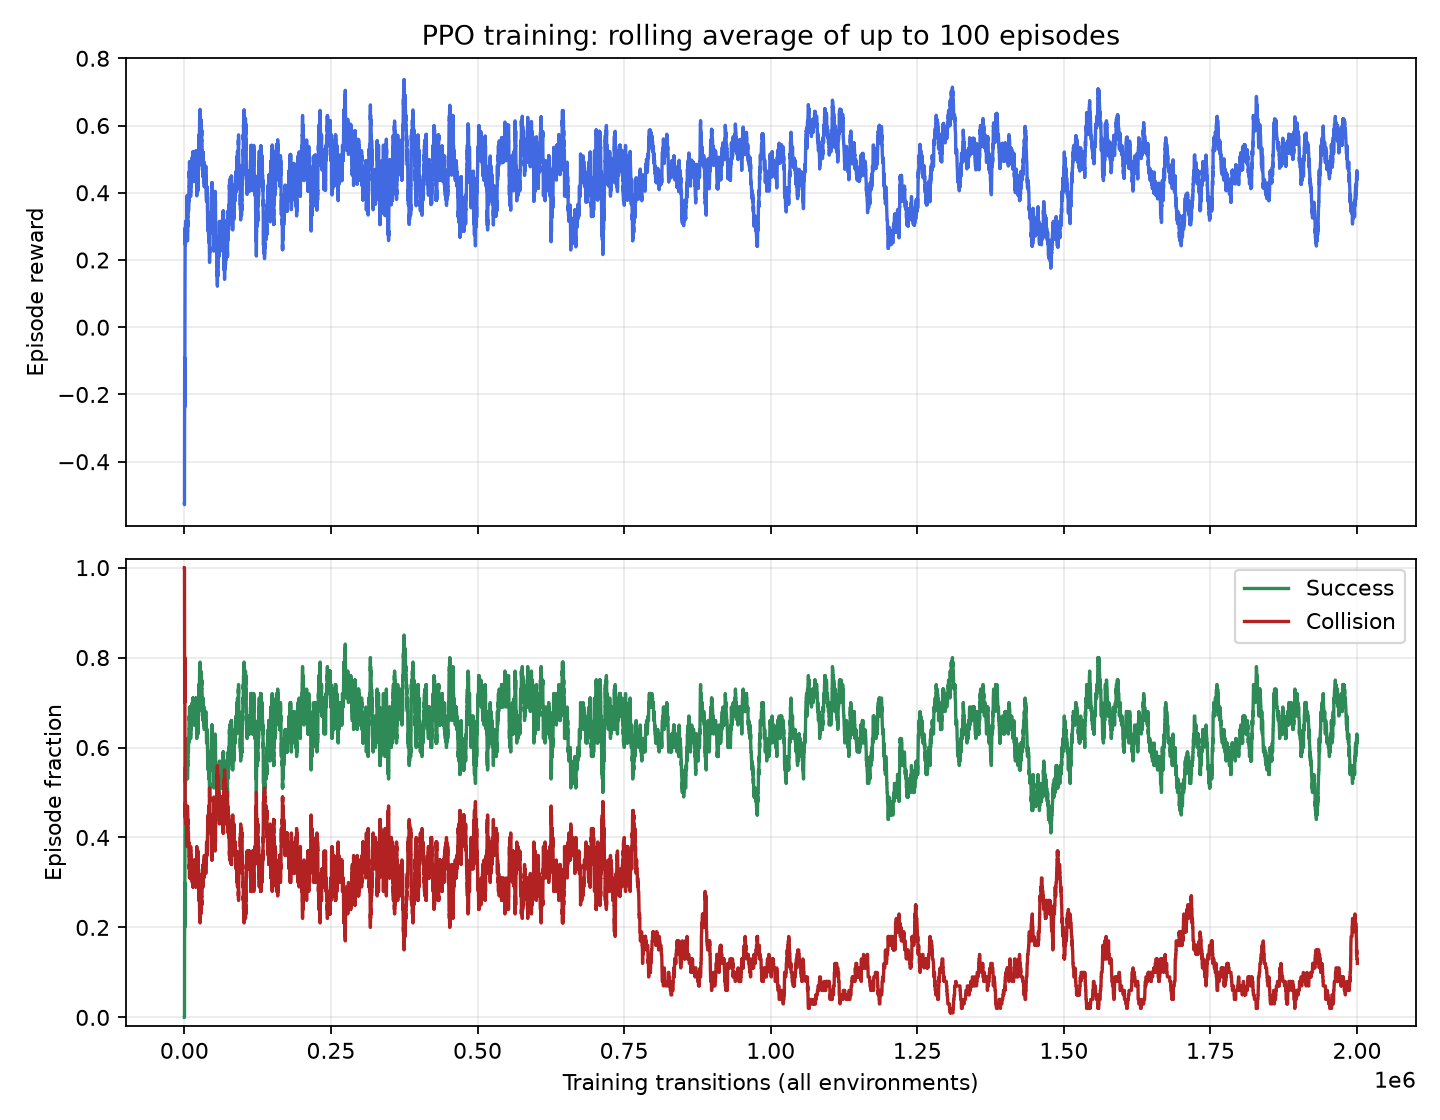 PPO training: rolling average of up to 100 episodes
0.8
0.6
0.4
0.2
0.0
−0.2
−0.4
Episode reward
1.0
0.8
0.6
0.4
0.2
0.0
Episode fraction
Success
Collision
0.00 0.25 0.50 0.75 1.00 1.25 1.50 1.75 2.00
1e6
Training transitions (all environments)